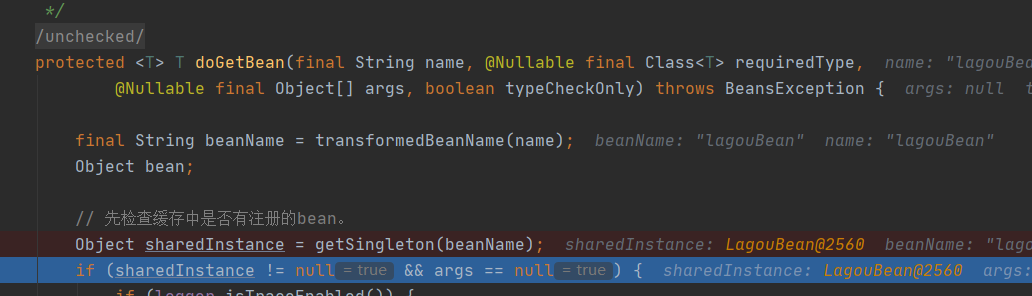 */
/unchecked/
protected <T> T doGetBean(final String name, @Nullable final Class<T> requiredType,  name: "lagouBea
@Nullable final Object[] args, boolean typeCheckOnly) throws BeansException {  args: null  t
final String beanName = transformedBeanName(name);  beanName: "lagouBean"  name: "lagouBean"
Object bean;
// 先检查缓存中是否有注册的bean。
Object sharedInstance = getSingleton(beanName);  sharedInstance: LagouBean@2560  beanName: "lago
if (sharedInstance != null = true && args == null = true) {  sharedInstance: LagouBean@2560  args:
if (logger.isTraceEnabled()) {